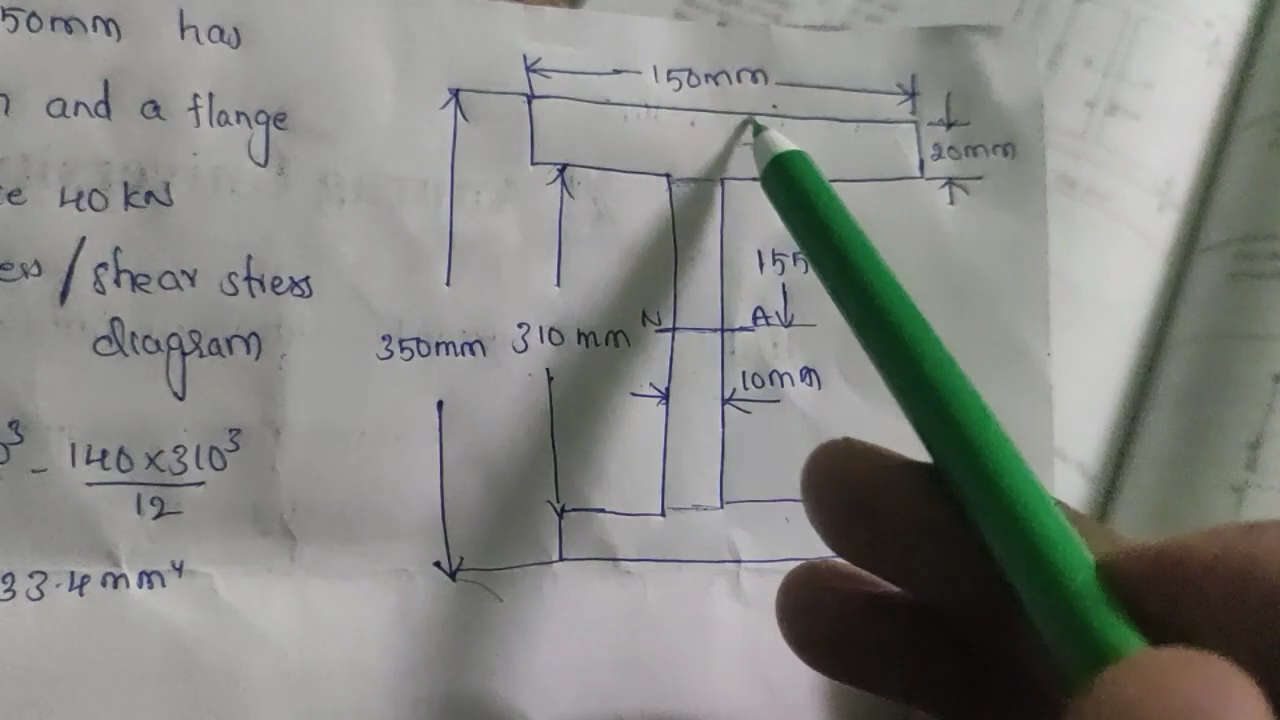 50mm has
and a flange
40 kN
/ shear stress
diagram.
3 - 140 x 310³
12
33.4 mm⁴
150mm
20mm
155
N A
350mm 310 mm
10mm